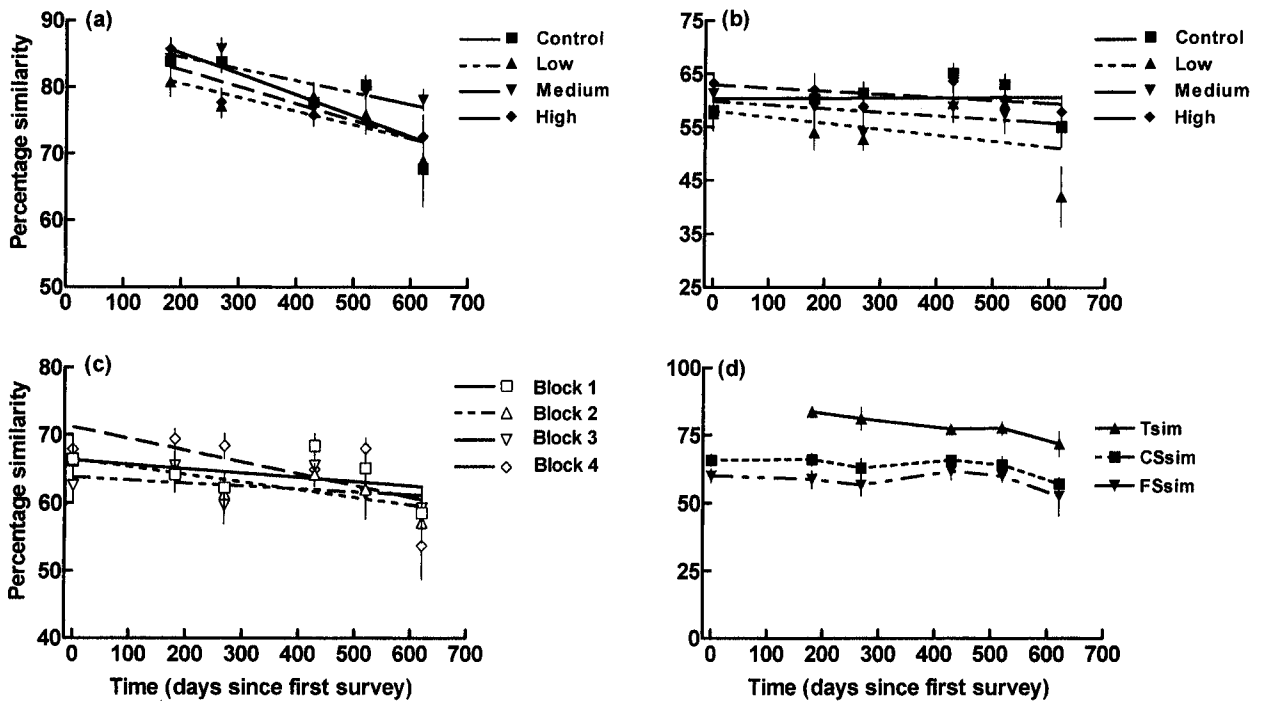 (a)
Percentage similarity
90
80
70
60
50
0 100 200 300 400 500 600 700
Control
Low
Medium
High
(b)
Percentage similarity
75
65
55
45
35
25
0 100 200 300 400 500 600 700
Control
Low
Medium
High
(c)
Percentage similarity
80
70
60
50
40
0 100 200 300 400 500 600 700
Time (days since first survey)
Block 1
Block 2
Block 3
Block 4
(d)
100
75
50
25
0
0 100 200 300 400 500 600 700
Time (days since first survey)
Tsim
CSsim
FSsim